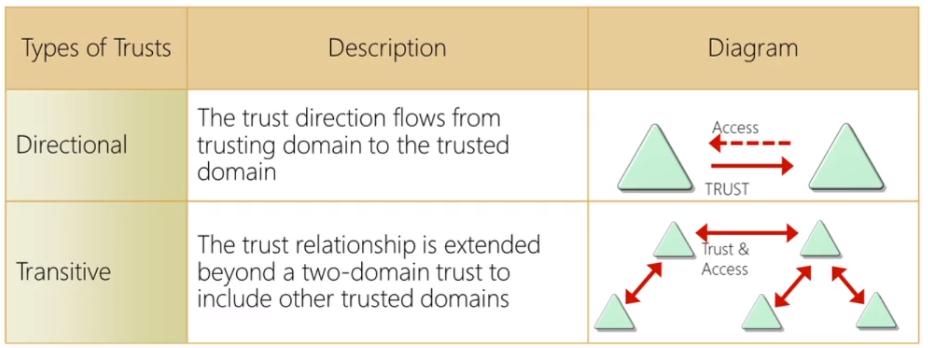 Types of Trusts
Description
Diagram
Directional
The trust direction flows from
trusting domain to the trusted
domain
Access
TRUST
Transitive
The trust relationship is extended
beyond a two-domain trust to
include other trusted domains
Trust &
Access